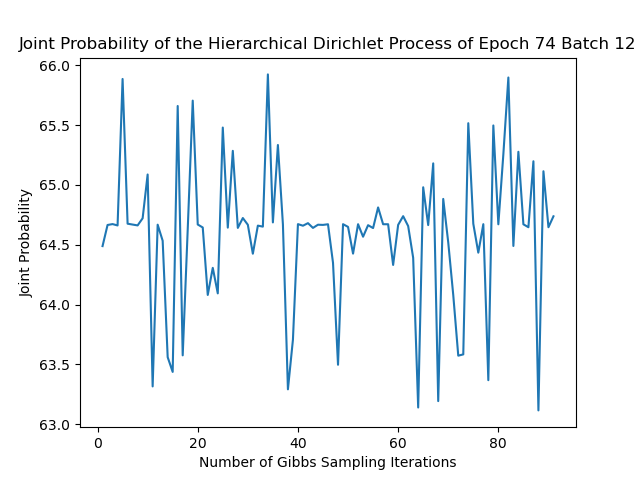 Joint Probability of the Hierarchical Dirichlet Process of Epoch 74 Batch 12
66.0
65.5
65.0
64.5
64.0
63.5
63.0
Joint Probability
0 20 40 60 80
Number of Gibbs Sampling Iterations